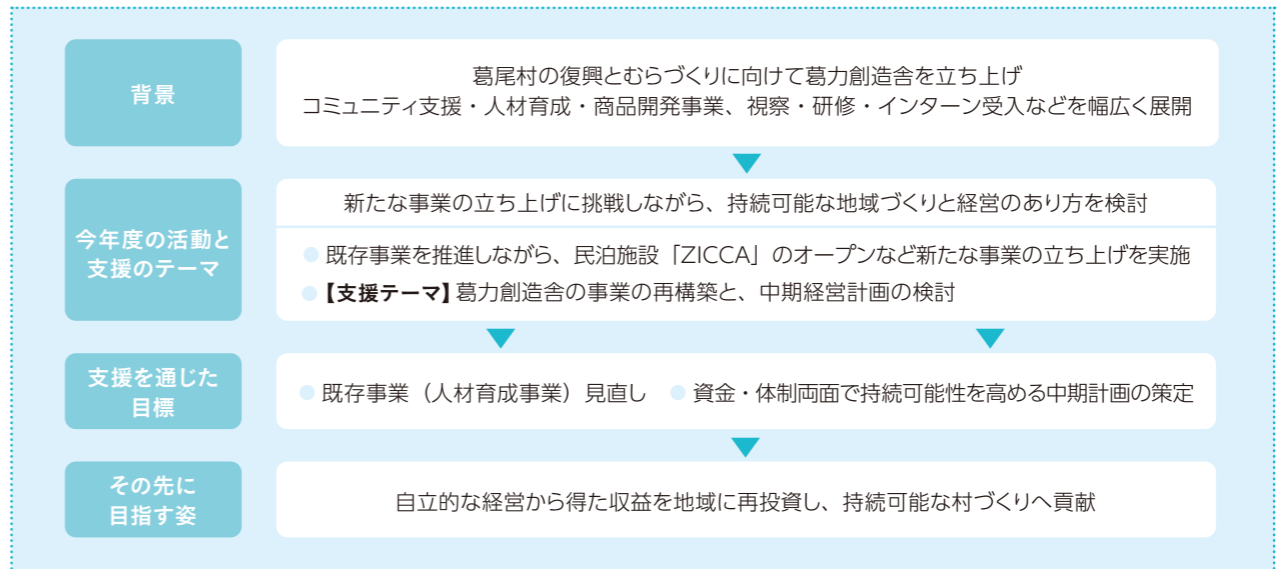 背景
葛尾村の復興とむらづくりに向けて葛力創造舎を立ち上げ
コミュニティ支援・人材育成・商品開発事業、視察・研修・インターン受入などを幅広く展開
今年度の活動と
支援のテーマ
新たな事業の立ち上げに挑戦しながら、持続可能な地域づくりと経営のあり方を検討
既存事業を推進しながら、民泊施設「ZICCA」のオープンなど新たな事業の立ち上げを実施
【支援テーマ】葛力創造舎の事業の再構築と、中期経営計画の検討
支援を通じた
目標
既存事業（人材育成事業）見直し
資金・体制両面で持続可能性を高める中期計画の策定
その先に
目指す姿
自立的な経営から得た収益を地域に再投資し、持続可能な村づくりへ貢献